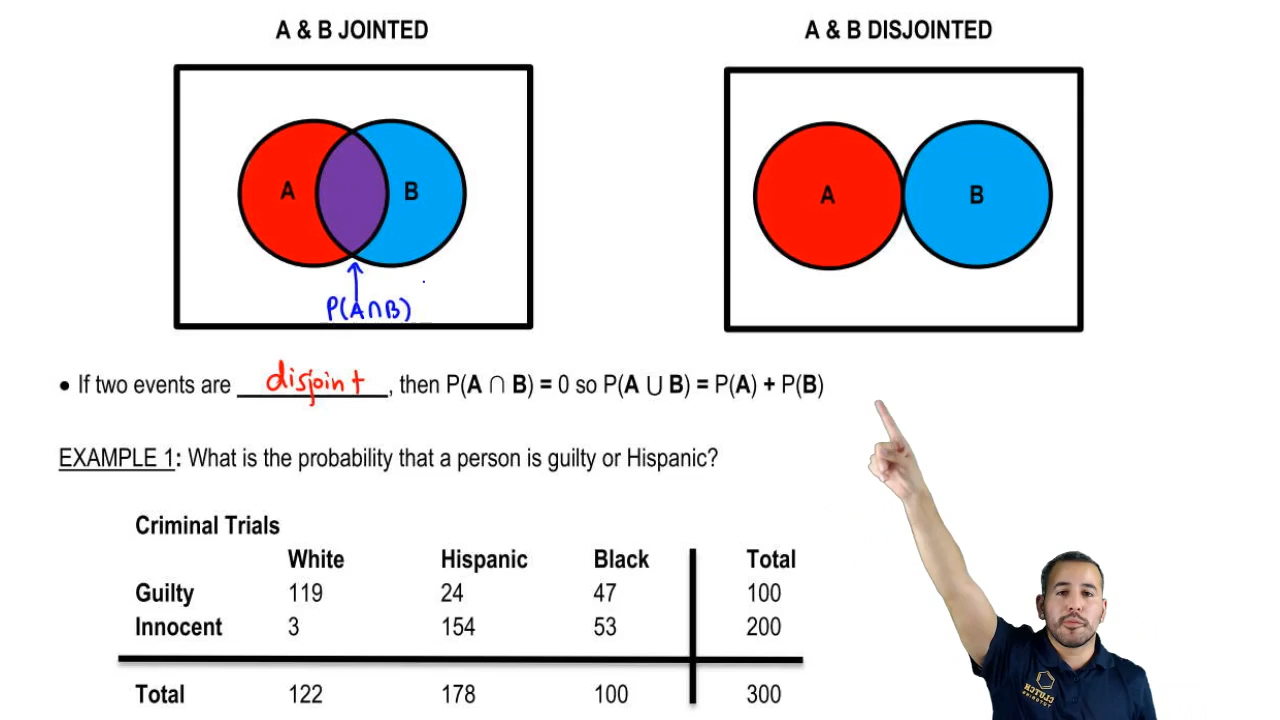 A & B JOINTED
A & B DISJOINTED
A B
A B
P(A∩B)
• If two events are disjoint, then P(A ∩ B) = 0 so P(A ∪ B) = P(A) + P(B)
EXAMPLE 1: What is the probability that a person is guilty or Hispanic?
Criminal Trials
White Hispanic Black Total
Guilty 119 24 47 100
Innocent 3 154 53 200
Total 122 178 100 300
CLUTCH
TUTORING